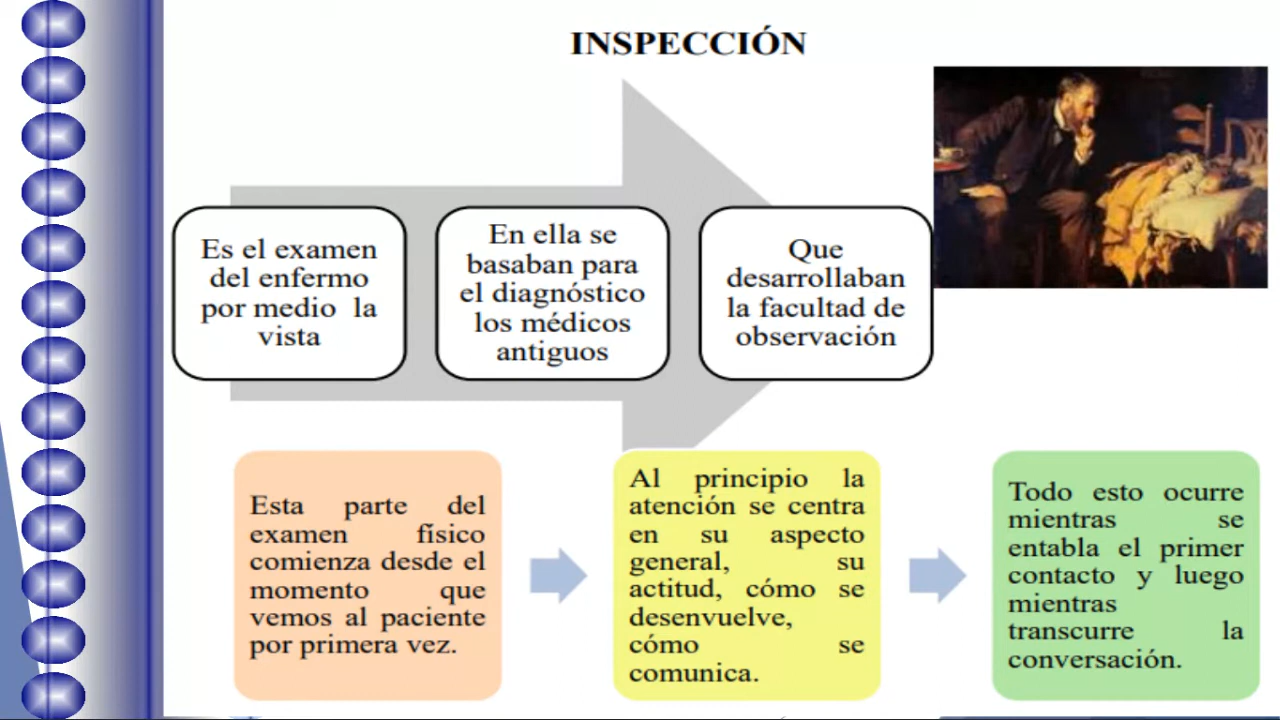 INSPECCIÓN
Es el examen
del enfermo
por medio la
vista
En ella se
basaban para
el diagnóstico
los médicos
antiguos
Que
desarrollaban
la facultad de
observación
Esta parte del
examen físico
comienza desde el
momento que
vemos al paciente
por primera vez.
Al principio la
atención se centra
en su aspecto
general, su
actitud, cómo se
desenvuelve,
cómo se
comunica.
Todo esto ocurre
mientras se
entabla el primer
contacto y luego
mientras
transcurre la
conversación.